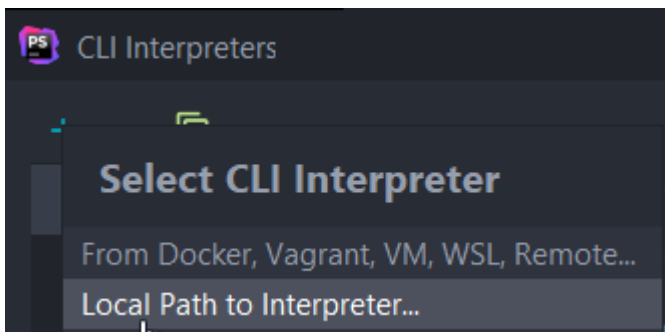 PS
CLI Interpreters
Select CLI Interpreter
From Docker, Vagrant, VM, WSL, Remote...
Local Path to Interpreter...